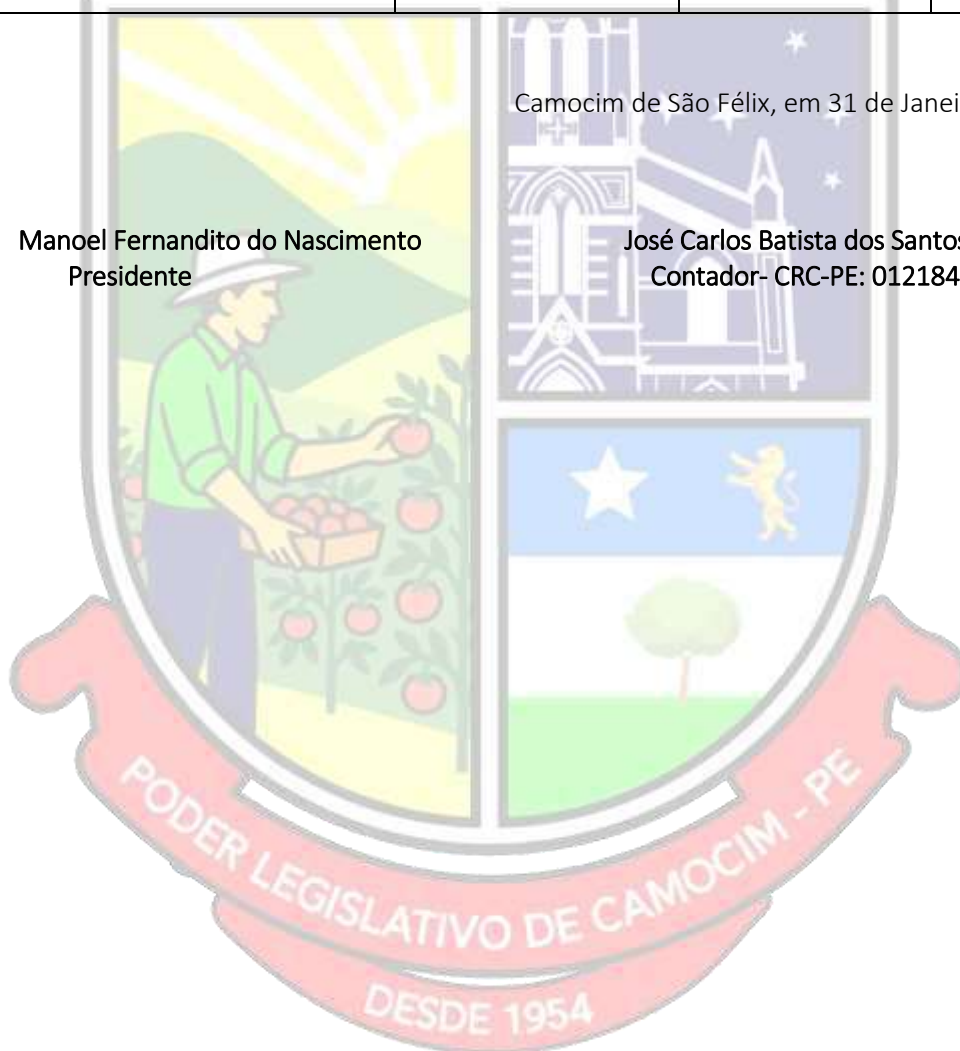 Camocim de São Félix, em 31 de Janei
Manoel Fernandito do Nascimento
Presidente
José Carlos Batista dos Santos
Contador- CRC-PE: 012184
PODER LEGISLATIVO DE CAMOCIM - PE
DESDE 1954